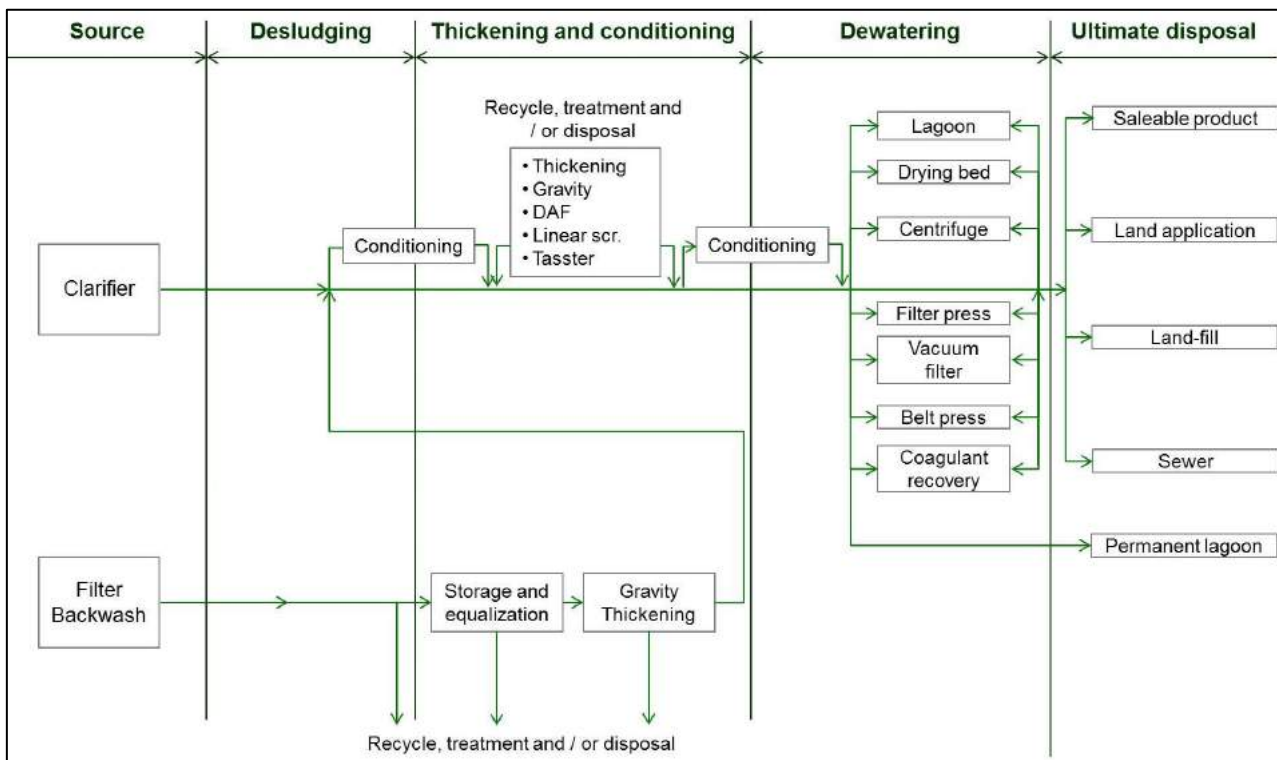 Source
Desludging
Thickening and conditioning
Dewatering
Ultimate disposal
Recycle, treatment and
/ or disposal
• Thickening
• Gravity
• DAF
• Linear scr.
• Tasster
Conditioning
Conditioning
Clarifier
Lagoon
Drying bed
Centrifuge
Filter press
Vacuum
filter
Belt press
Coagulant
recovery
Saleable product
Land application
Land-fill
Sewer
Permanent lagoon
Filter
Backwash
Storage and
equalization
Gravity
Thickening
Recycle, treatment and / or disposal